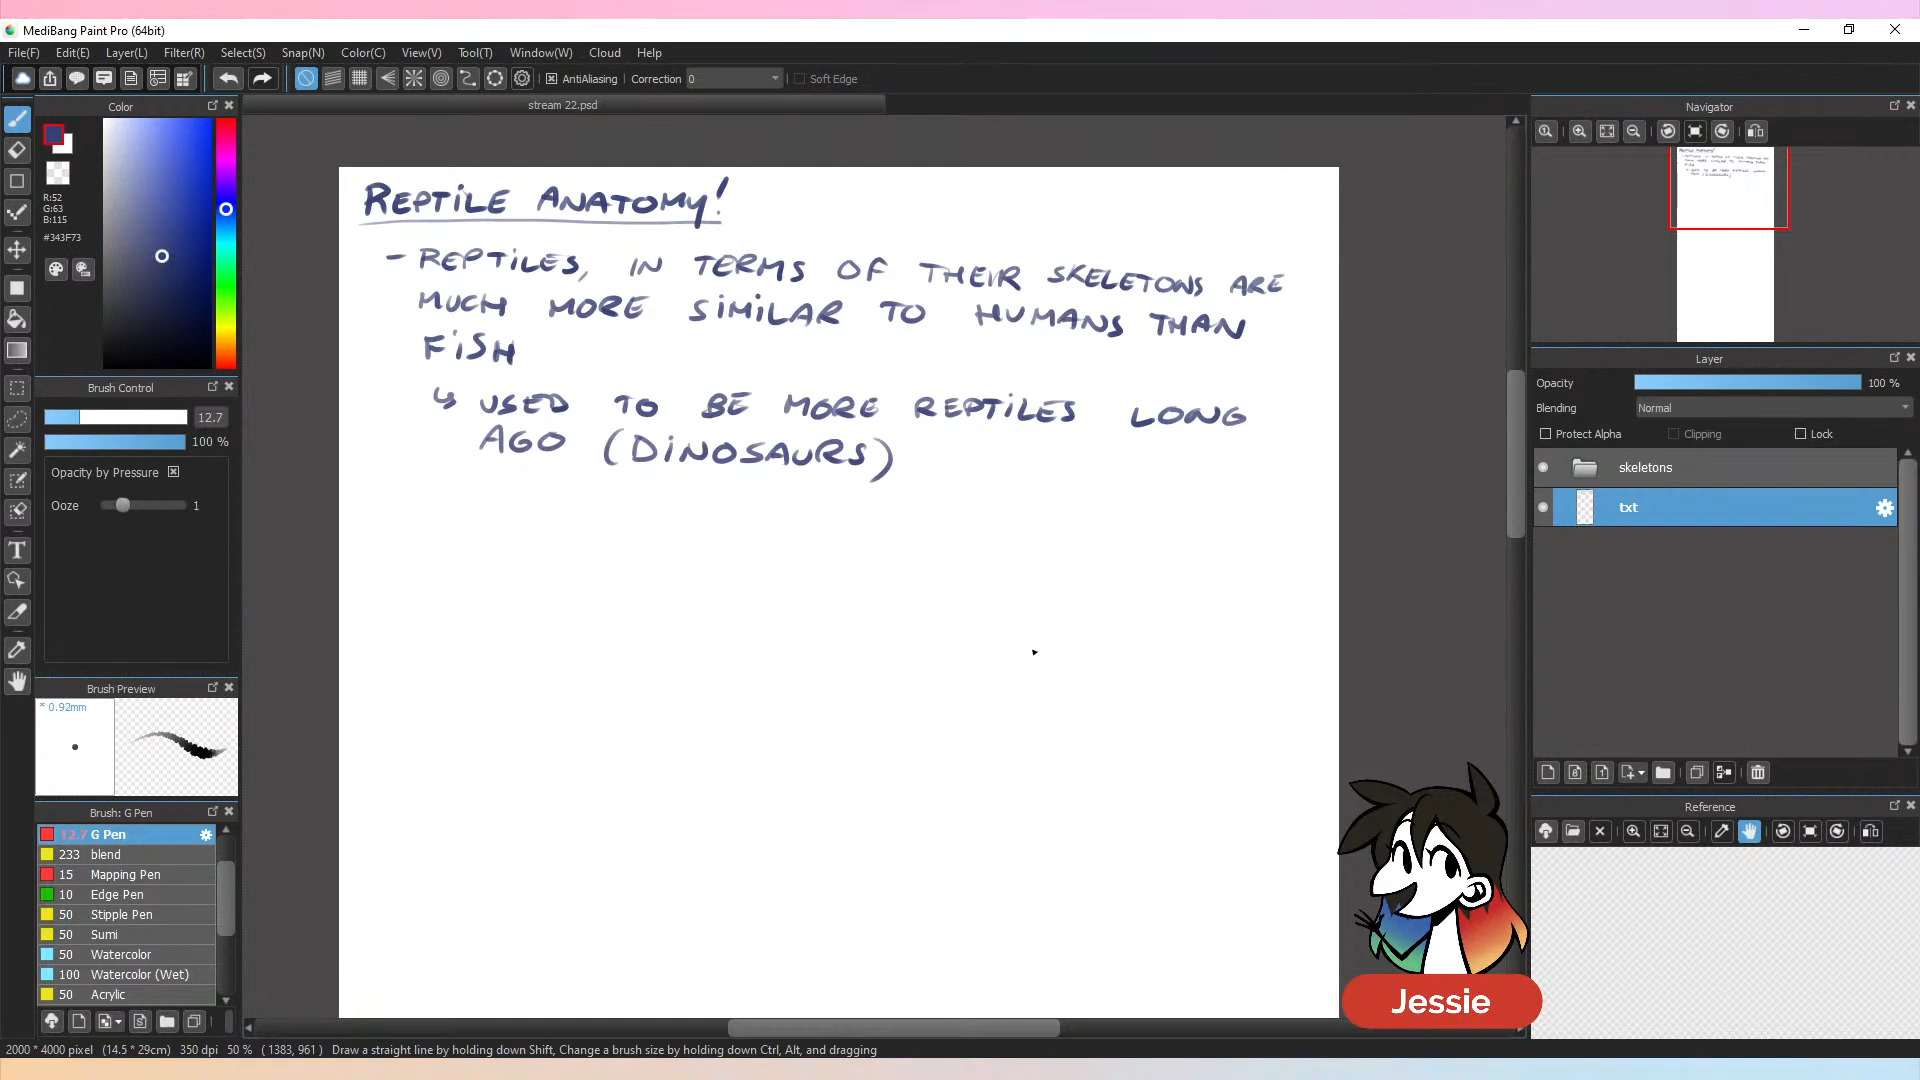 MediBang Paint Pro (64bit)
File(F) Edit(E) Layer(L) Filter(R) Select(S) Snap(N) Color(C) View(V) Tool(T) Window(W) Cloud Help
AntiAliasing Correction 0 Soft Edge
Color
stream 22.psd
Navigator
R:52
G:63
B:115
#343F73
REPTiLE ANATOMY!
- REPTiLES, IN TERMS OF THEIR SKELETONS ARE
MUCH MORE SiMiLAR TO HUMANS THAN
FiSH
↳ USED TO BE MORE REPTiLES LONG
AGO (DiNOSAURS)
Brush Control
12.7
100 %
Opacity by Pressure
Ooze 1
Brush Preview
* 0.92mm
Brush: G Pen
12.7 G Pen
233 blend
15 Mapping Pen
10 Edge Pen
50 Stipple Pen
50 Sumi
50 Watercolor
100 Watercolor (Wet)
50 Acrylic
Layer
Opacity 100 %
Blending Normal
Protect Alpha Clipping Lock
skeletons
txt
Reference
Jessie
2000 * 4000 pixel (14.5 * 29cm) 350 dpi 50 % ( 1383, 961 ) Draw a straight line by holding down Shift, Change a brush size by holding down Ctrl, Alt, and dragging